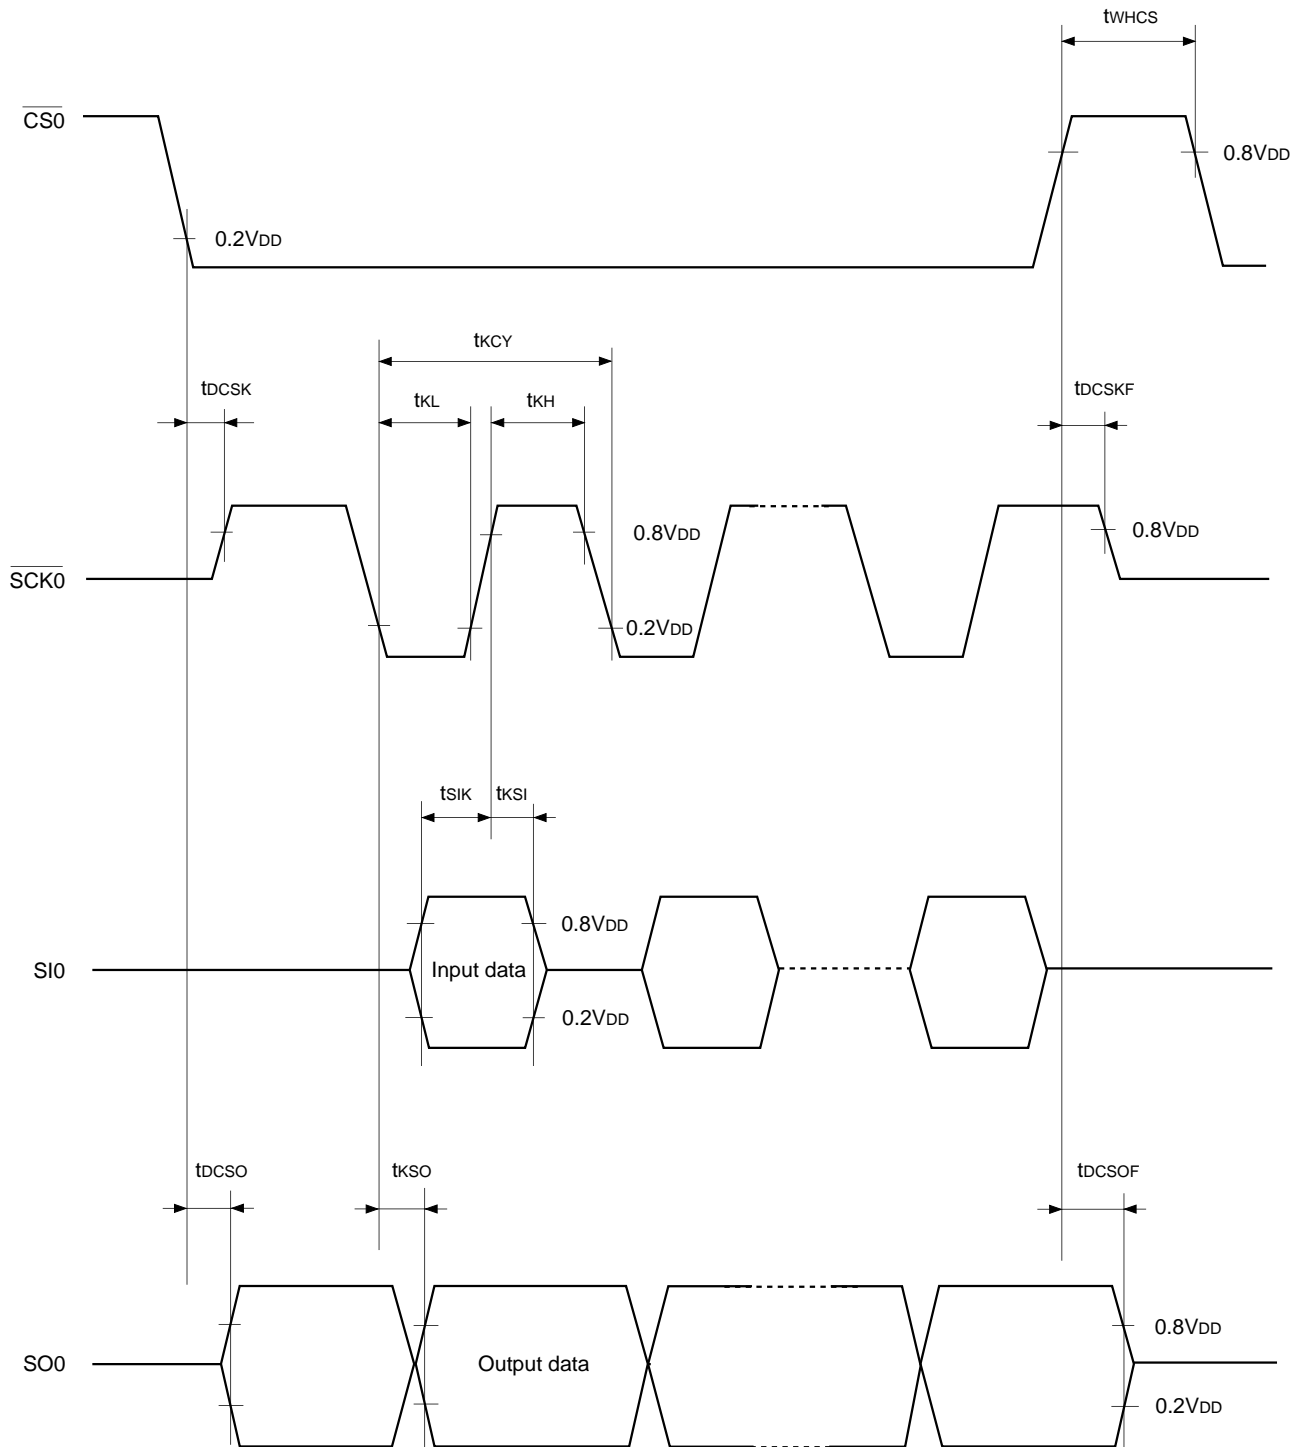 tWHCS
CS0
0.8VDD
0.2VDD
tKCY
tDCSK
tKL
tKH
tDCSKF
0.8VDD
0.8VDD
SCK0
0.2VDD
tSIK
tKSI
0.8VDD
SI0
Input data
0.2VDD
tDCSO
tKSO
tDCSOF
0.8VDD
SO0
Output data
0.2VDD